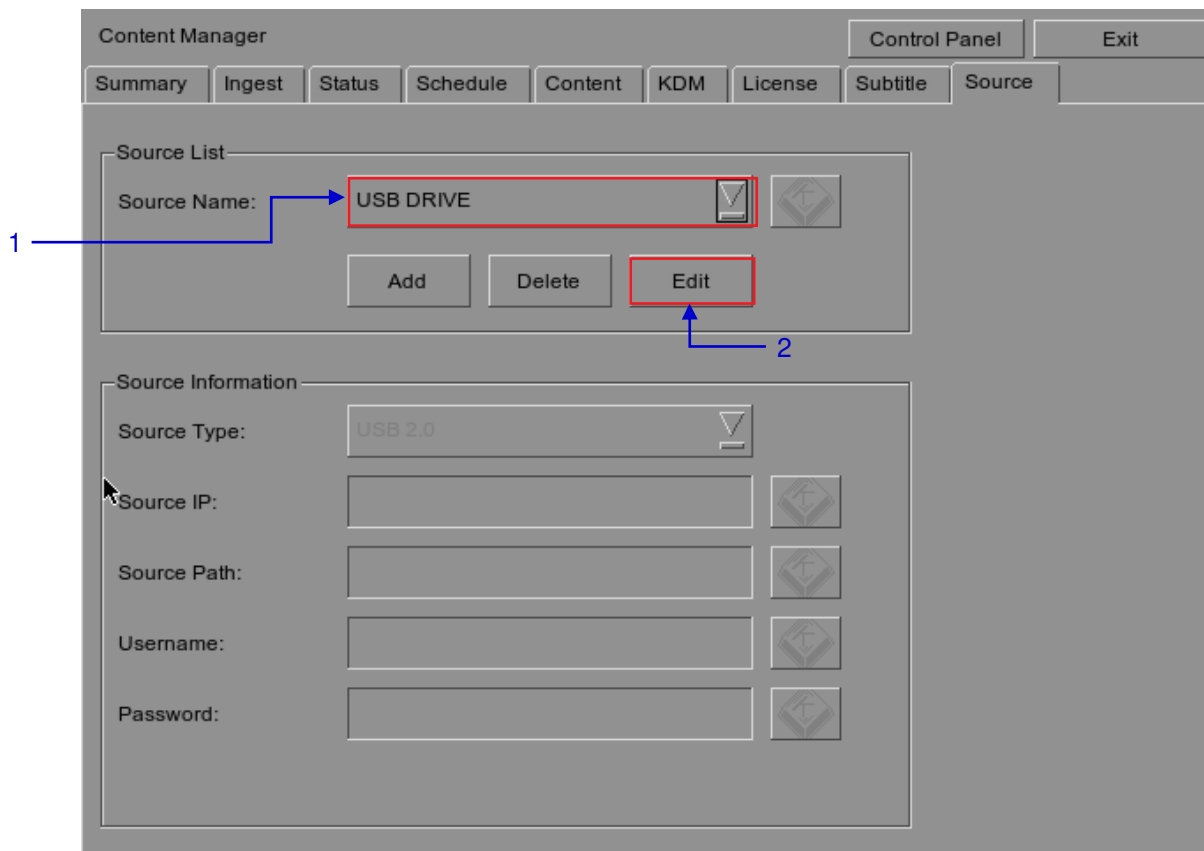 Content Manager
Control Panel
Exit
Summary
Ingest
Status
Schedule
Content
KDM
License
Subtitle
Source
Source List
Source Name:
USB DRIVE
1
Add
Delete
Edit
2
Source Information
Source Type:
USB 2.0
Source IP:
Source Path:
Username:
Password: